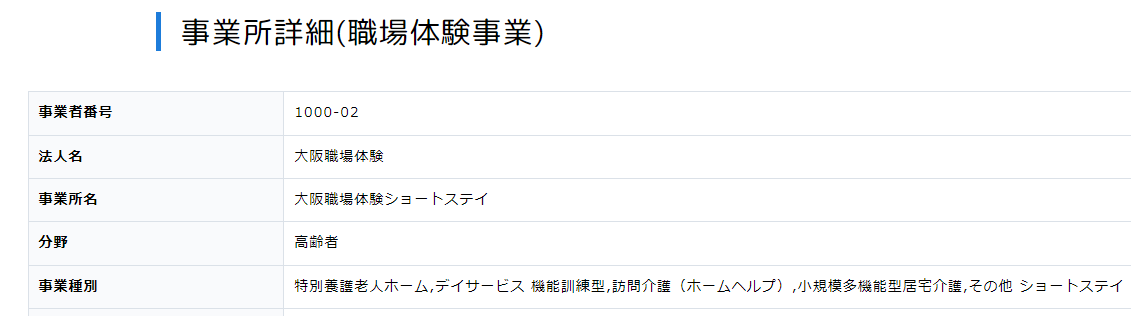 事業所詳細(職場体験事業)
事業者番号 1000-02
法人名 大阪職場体験
事業所名 大阪職場体験ショートステイ
分野 高齢者
事業種別 特別養護老人ホーム,デイサービス 機能訓練型,訪問介護（ホームヘルプ）,小規模多機能型居宅介護,その他 ショートステイ